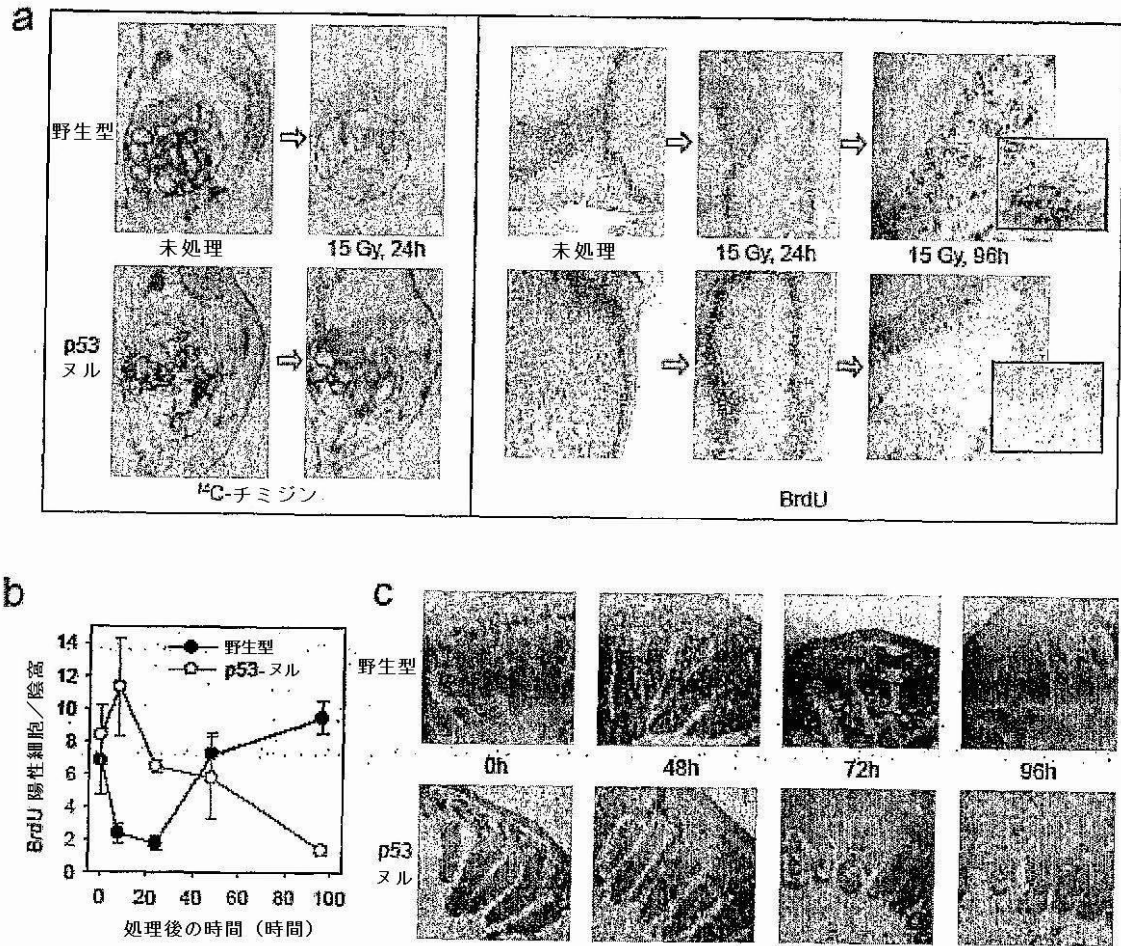 a
野生型
未処理
15 Gy, 24h
未処理
15 Gy, 24h
15 Gy, 96h
p53
ヌル
¹⁴C-チミジン
BrdU
b
BrdU 陽性細胞/陰窩
14
12
10
8
6
4
2
0
野生型
p53-ヌル
0 20 40 60 80 100
処理後の時間(時間)
c
野生型
0h 48h 72h 96h
p53
ヌル